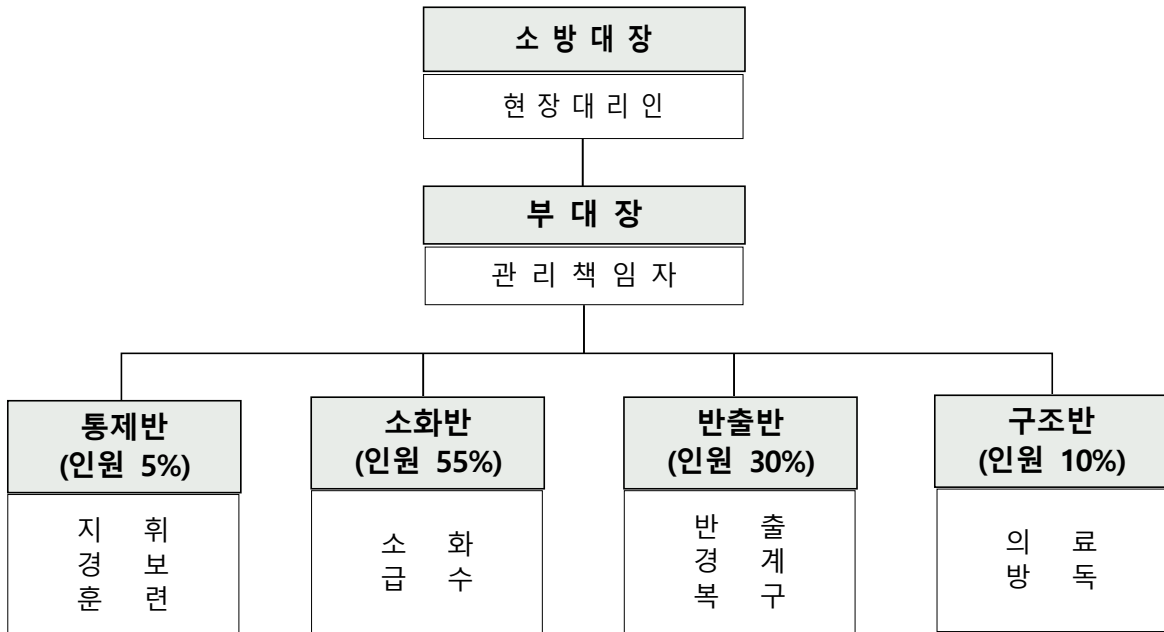 소 방 대 장
현 장 대 리 인
부 대 장
관 리 책 임 자
통제반
(인원 5%)
지 휘
경 보
훈 련
소화반
(인원 55%)
소 화
급 수
반출반
(인원 30%)
반 출
경 계
복 구
구조반
(인원 10%)
의 료
방 독